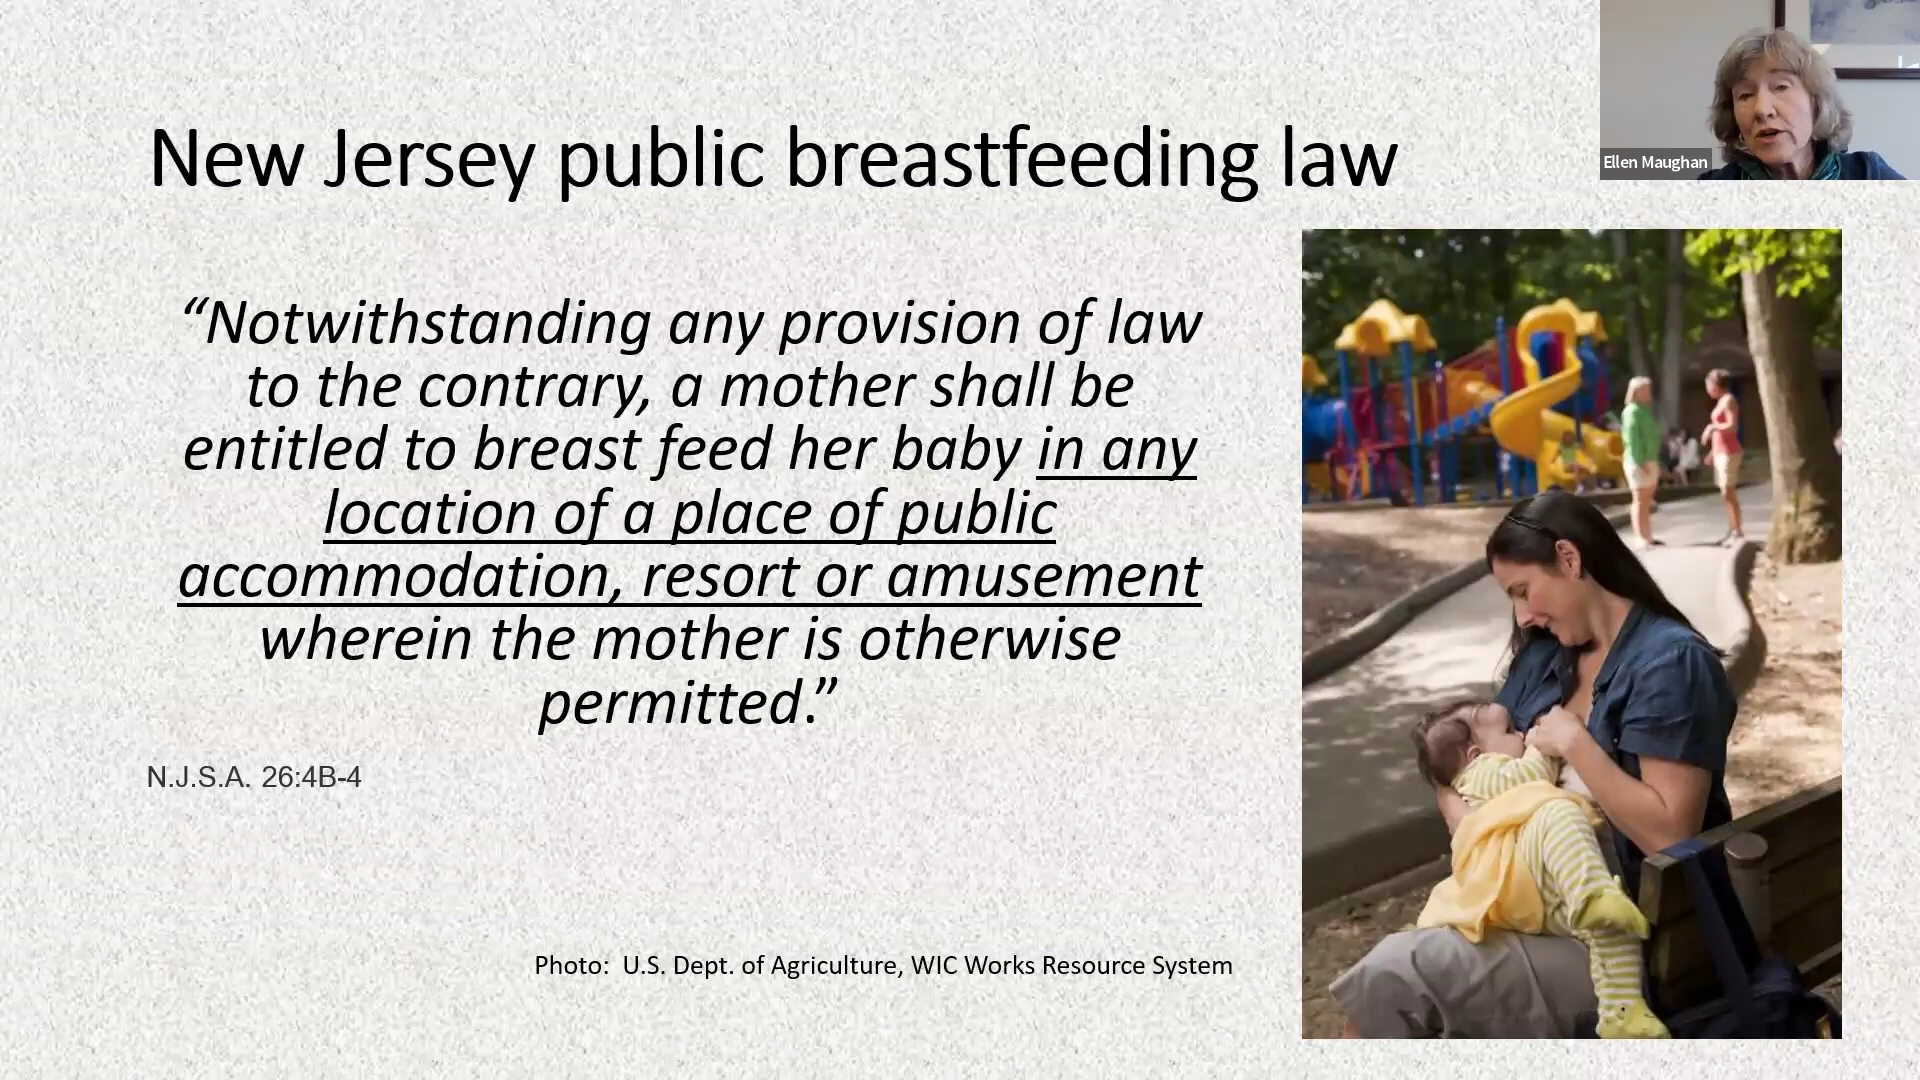 New Jersey public breastfeeding law
Ellen Maughan
“Notwithstanding any provision of law
to the contrary, a mother shall be
entitled to breast feed her baby in any
location of a place of public
accommodation, resort or amusement
wherein the mother is otherwise
permitted.”
N.J.S.A. 26:4B-4
Photo: U.S. Dept. of Agriculture, WIC Works Resource System